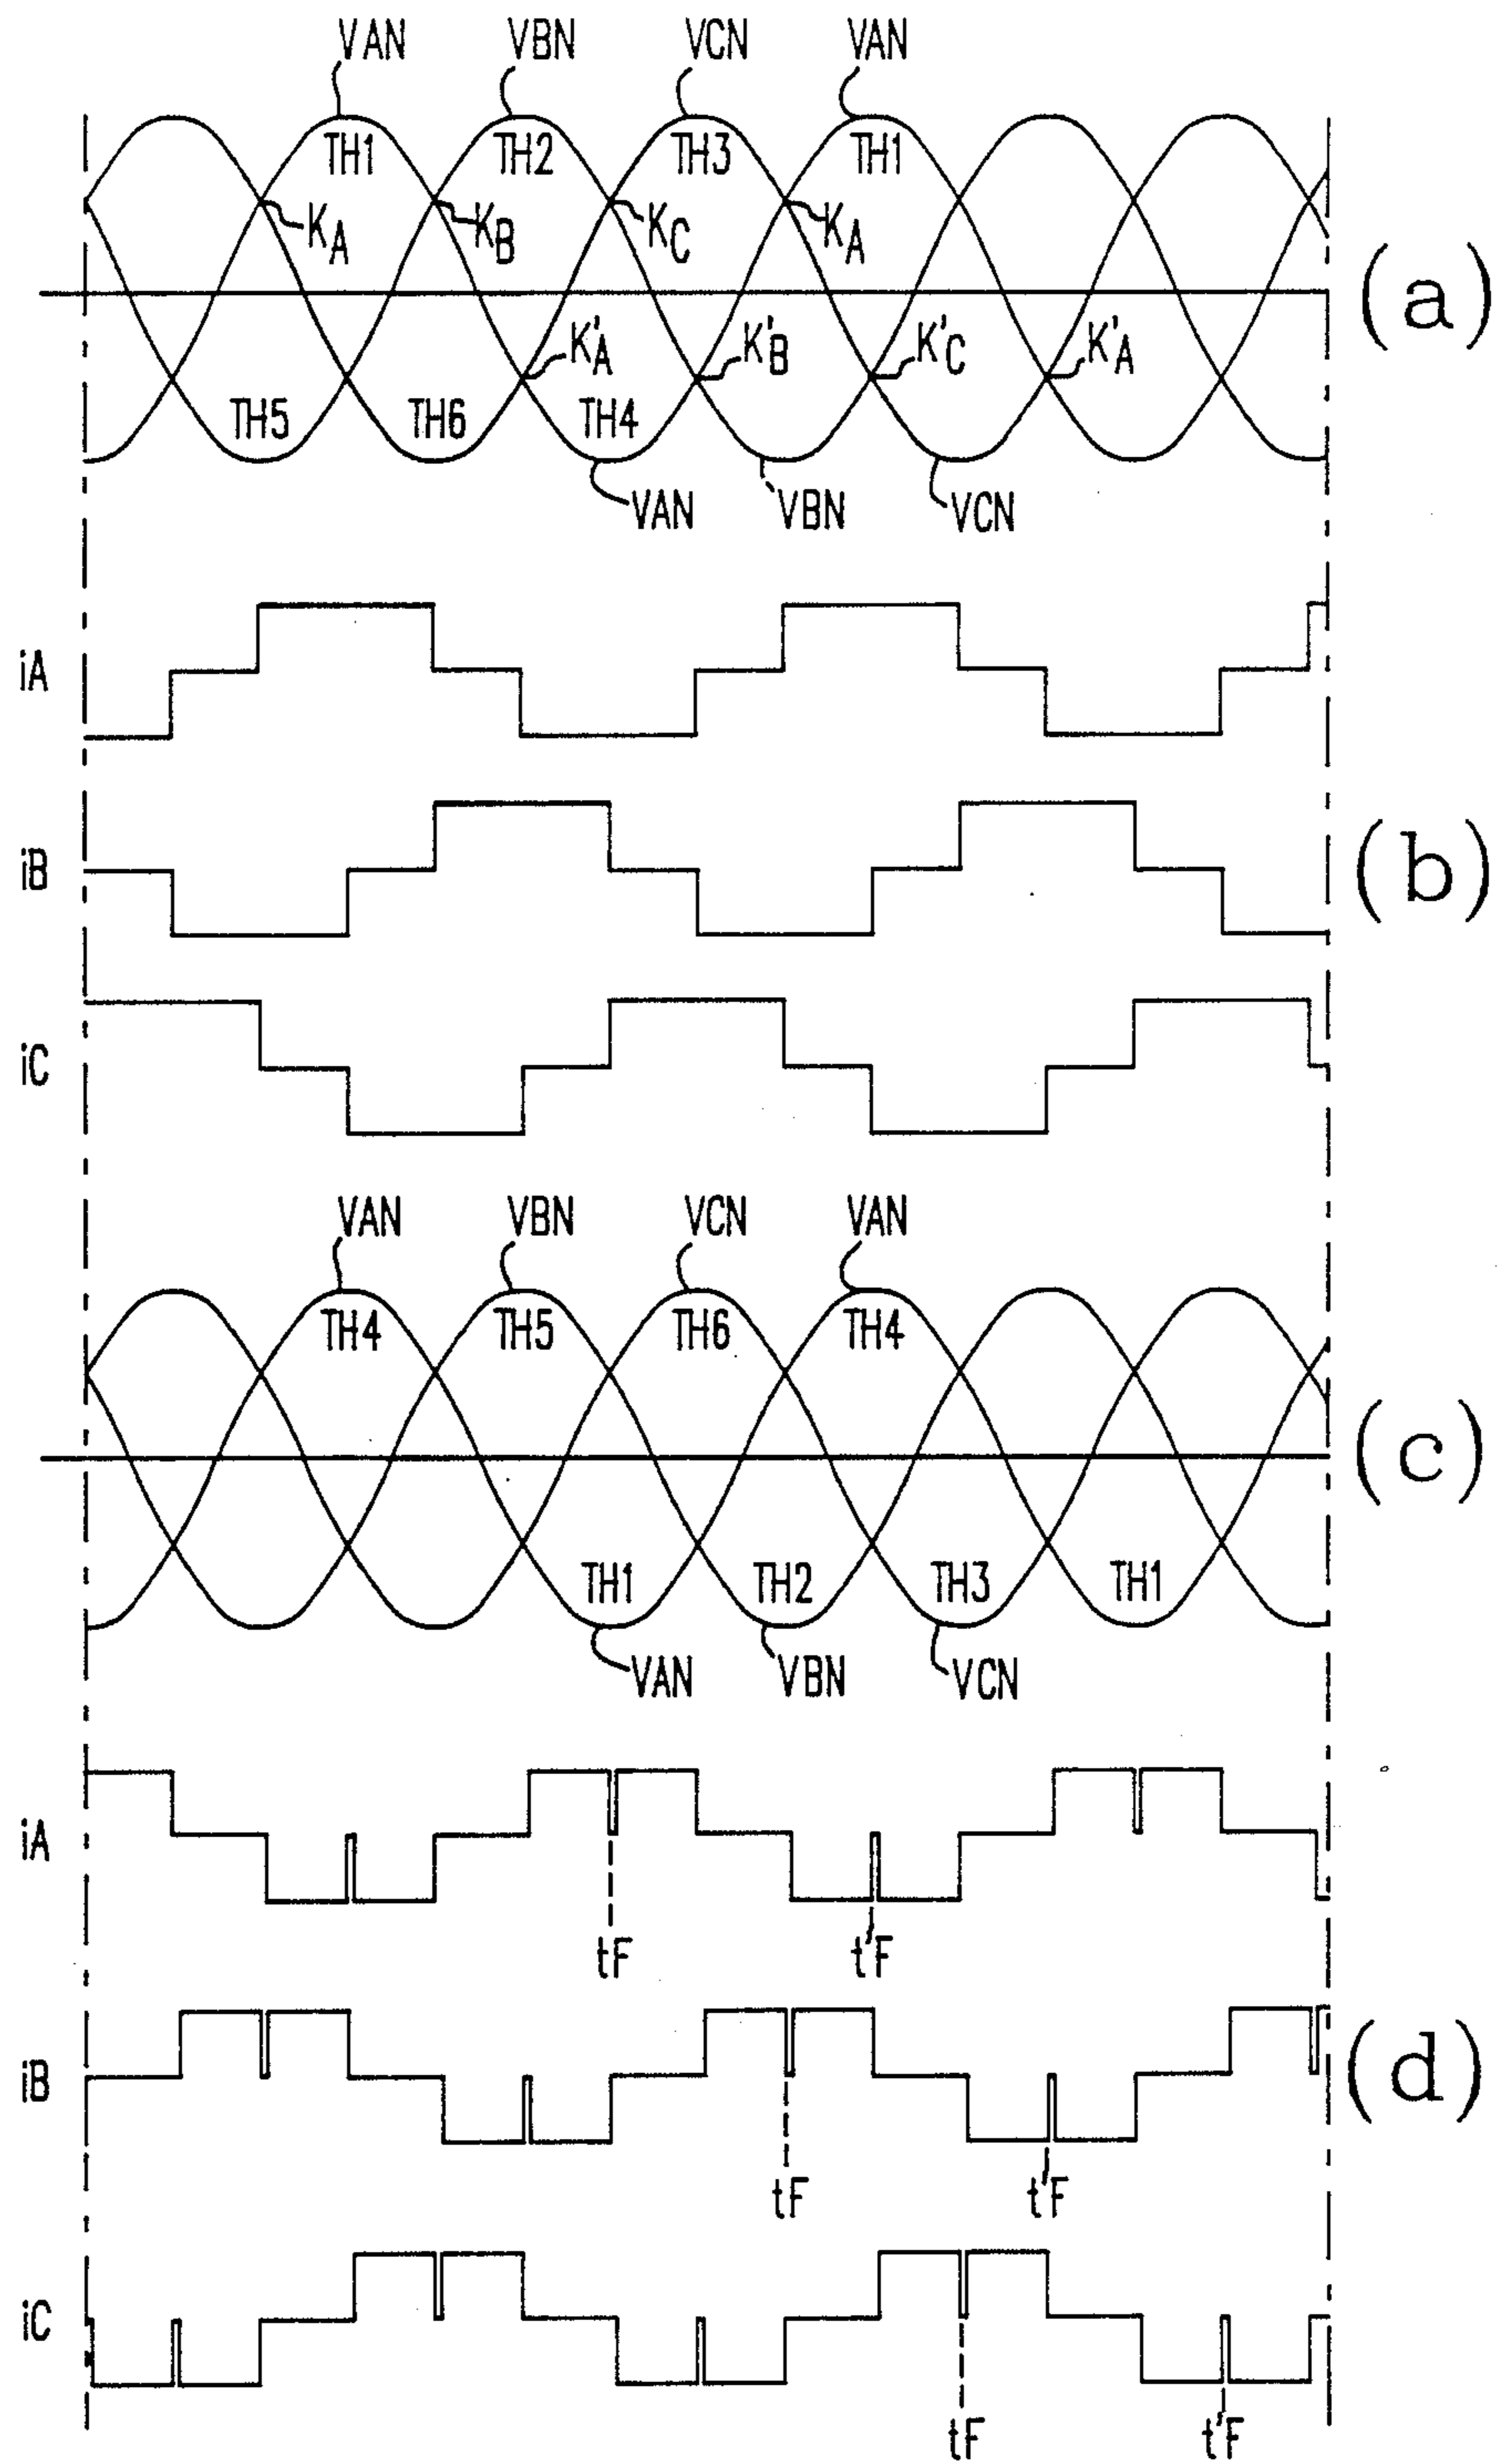 VAN VBN VCN VAN
TH1 TH2 TH3 TH1
KA KB KC KA
(a)
K'A K'B K'C K'A
TH5 TH6 TH4
VAN VBN VCN
iA
iB
(b)
iC
VAN VBN VCN VAN
TH4 TH5 TH6 TH4
(c)
TH1 TH2 TH3 TH1
VAN VBN VCN
iA
tF t'F
iB
(d)
tF t'F
iC
tF t'F